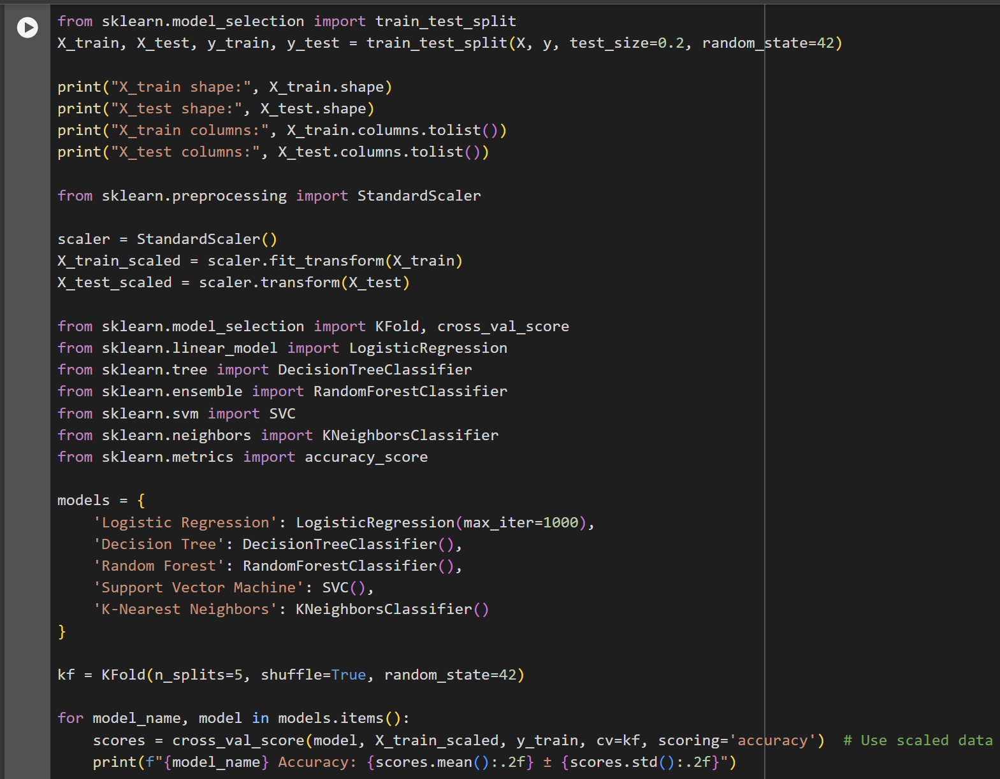 from sklearn.model_selection import train_test_split
X_train, X_test, y_train, y_test = train_test_split(X, y, test_size=0.2, random_state=42)

print("X_train shape:", X_train.shape)
print("X_test shape:", X_test.shape)
print("X_train columns:", X_train.columns.tolist())
print("X_test columns:", X_test.columns.tolist())

from sklearn.preprocessing import StandardScaler

scaler = StandardScaler()
X_train_scaled = scaler.fit_transform(X_train)
X_test_scaled = scaler.transform(X_test)

from sklearn.model_selection import KFold, cross_val_score
from sklearn.linear_model import LogisticRegression
from sklearn.tree import DecisionTreeClassifier
from sklearn.ensemble import RandomForestClassifier
from sklearn.svm import SVC
from sklearn.neighbors import KNeighborsClassifier
from sklearn.metrics import accuracy_score

models = {
    'Logistic Regression': LogisticRegression(max_iter=1000),
    'Decision Tree': DecisionTreeClassifier(),
    'Random Forest': RandomForestClassifier(),
    'Support Vector Machine': SVC(),
    'K-Nearest Neighbors': KNeighborsClassifier()
}

kf = KFold(n_splits=5, shuffle=True, random_state=42)

for model_name, model in models.items():
    scores = cross_val_score(model, X_train_scaled, y_train, cv=kf, scoring='accuracy')  # Use scaled data
    print(f"{model_name} Accuracy: {scores.mean():.2f} ± {scores.std():.2f}")